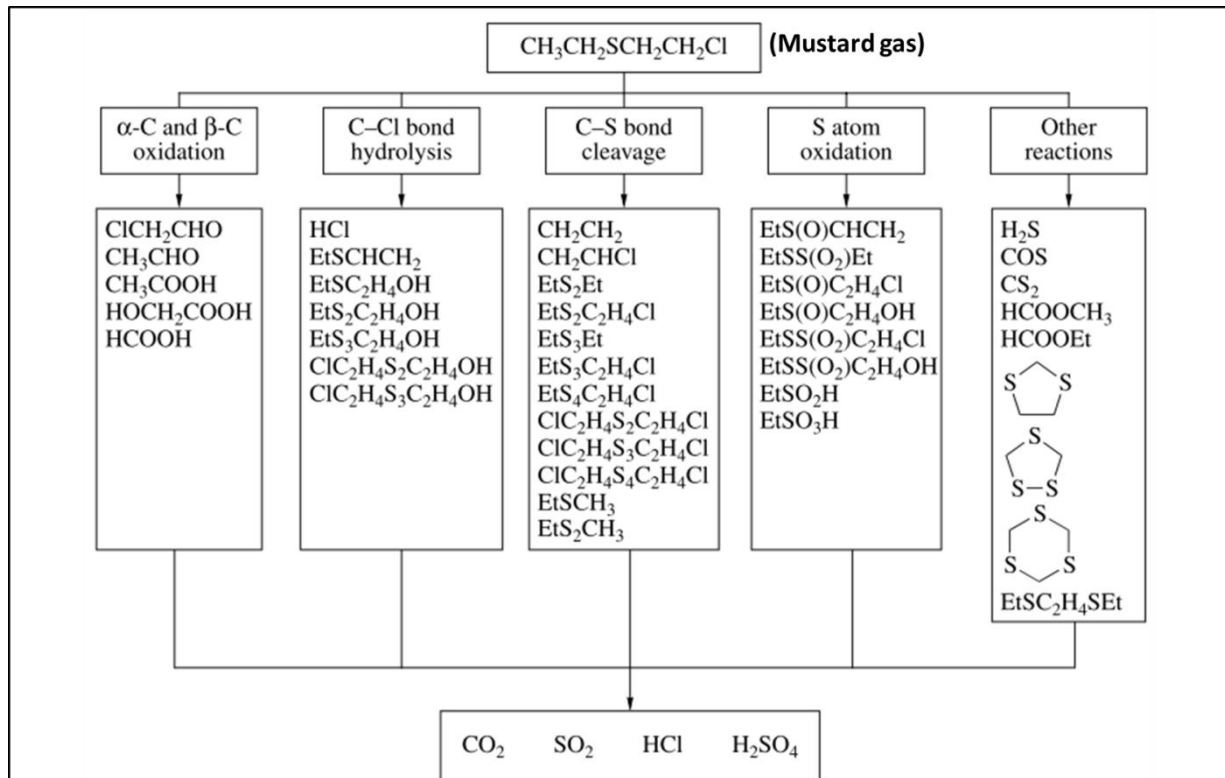 CH₃CH₂SCH₂CH₂Cl (Mustard gas)
α-C and β-C
oxidation
C–Cl bond
hydrolysis
C–S bond
cleavage
S atom
oxidation
Other
reactions
ClCH₂CHO
CH₃CHO
CH₃COOH
HOCH₂COOH
HCOOH
HCl
EtSCHCH₂
EtSC₂H₄OH
EtS₂C₂H₄OH
EtS₃C₂H₄OH
ClC₂H₄S₂C₂H₄OH
ClC₂H₄S₃C₂H₄OH
CH₂CH₂
CH₂CHCl
EtS₂Et
EtS₂C₂H₄Cl
EtS₃Et
EtS₃C₂H₄Cl
EtS₄C₂H₄Cl
ClC₂H₄S₂C₂H₄Cl
ClC₂H₄S₃C₂H₄Cl
ClC₂H₄S₄C₂H₄Cl
EtSCH₃
EtS₂CH₃
EtS(O)CHCH₂
EtSS(O₂)Et
EtS(O)C₂H₄Cl
EtS(O)C₂H₄OH
EtSS(O₂)C₂H₄Cl
EtSS(O₂)C₂H₄OH
EtSO₂H
EtSO₃H
H₂S
COS
CS₂
HCOOCH₃
HCOOEt
S S
S
S–S
S
S S
EtSC₂H₄SEt
CO₂ SO₂ HCl H₂SO₄